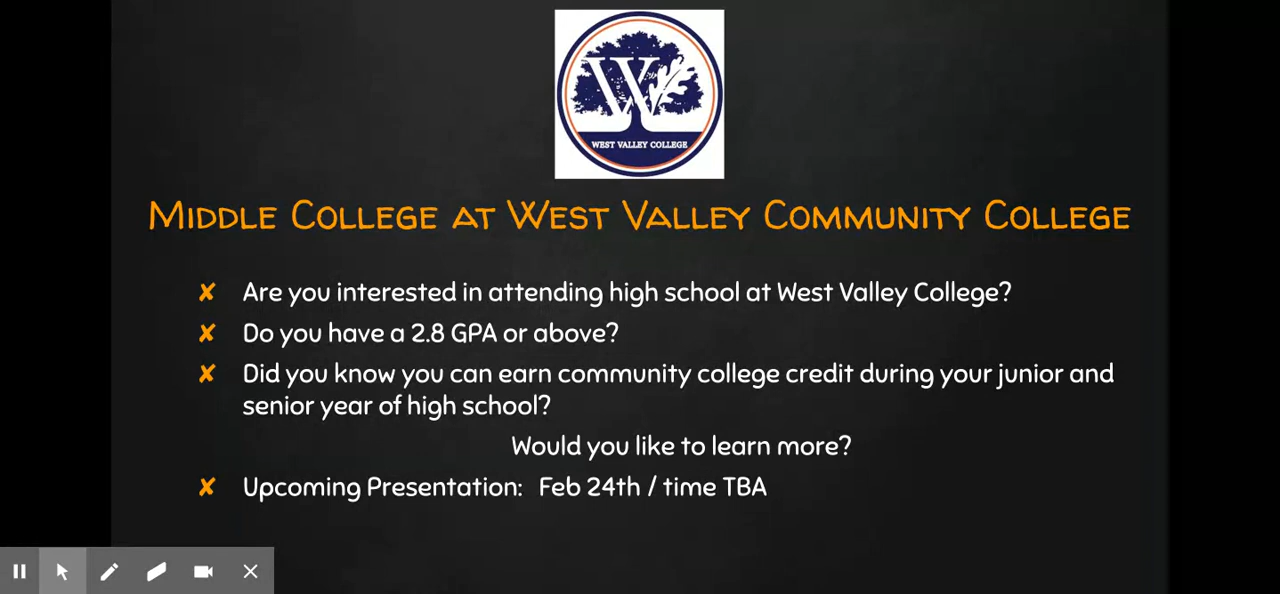 W
WEST VALLEY COLLEGE
MIDDLE COLLEGE AT WEST VALLEY COMMUNITY COLLEGE
✘ Are you interested in attending high school at West Valley College?
✘ Do you have a 2.8 GPA or above?
✘ Did you know you can earn community college credit during your junior and
senior year of high school?
Would you like to learn more?
✘ Upcoming Presentation: Feb 24th / time TBA